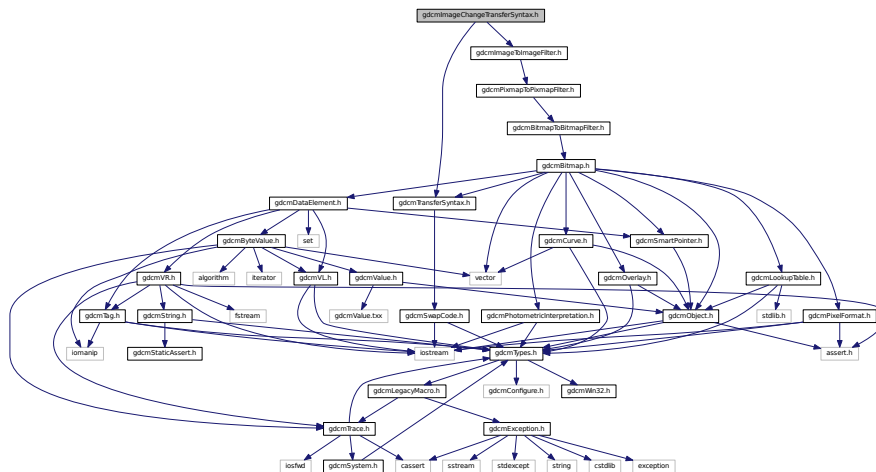 gdcmImageChangeTransferSyntax.h
gdcmImageToImageFilter.h
gdcmPixmapToPixmapFilter.h
gdcmBitmapToBitmapFilter.h
gdcmBitmap.h
gdcmDataElement.h
gdcmTransferSyntax.h
gdcmByteValue.h
set
gdcmCurve.h
gdcmSmartPointer.h
gdcmVR.h
algorithm
iterator
gdcmVL.h
gdcmValue.h
vector
gdcmOverlay.h
gdcmLookupTable.h
gdcmTag.h
gdcmString.h
fstream
gdcmValue.txx
gdcmSwapCode.h
gdcmPhotometricInterpretation.h
gdcmObject.h
stdlib.h
gdcmPixelFormat.h
iomanip
gdcmStaticAssert.h
iostream
gdcmTypes.h
assert.h
gdcmLegacyMacro.h
gdcmConfigure.h
gdcmWin32.h
gdcmTrace.h
gdcmException.h
iosfwd
gdcmSystem.h
cassert
sstream
stdexcept
string
cstdlib
exception